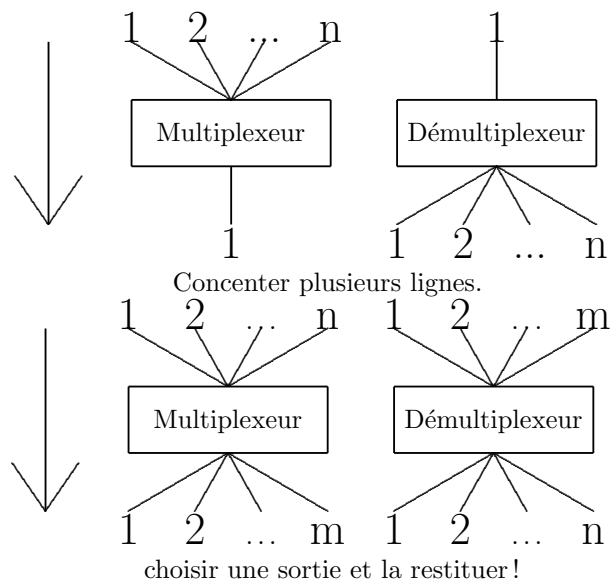 1 2 ... n 1
Multiplexeur Démultiplexeur
1 1 2 ... n
Concenter plusieurs lignes.
1 2 ... n 1 2 ... m
Multiplexeur Démultiplexeur
1 2 ... m 1 2 ... n
choisir une sortie et la restituer !